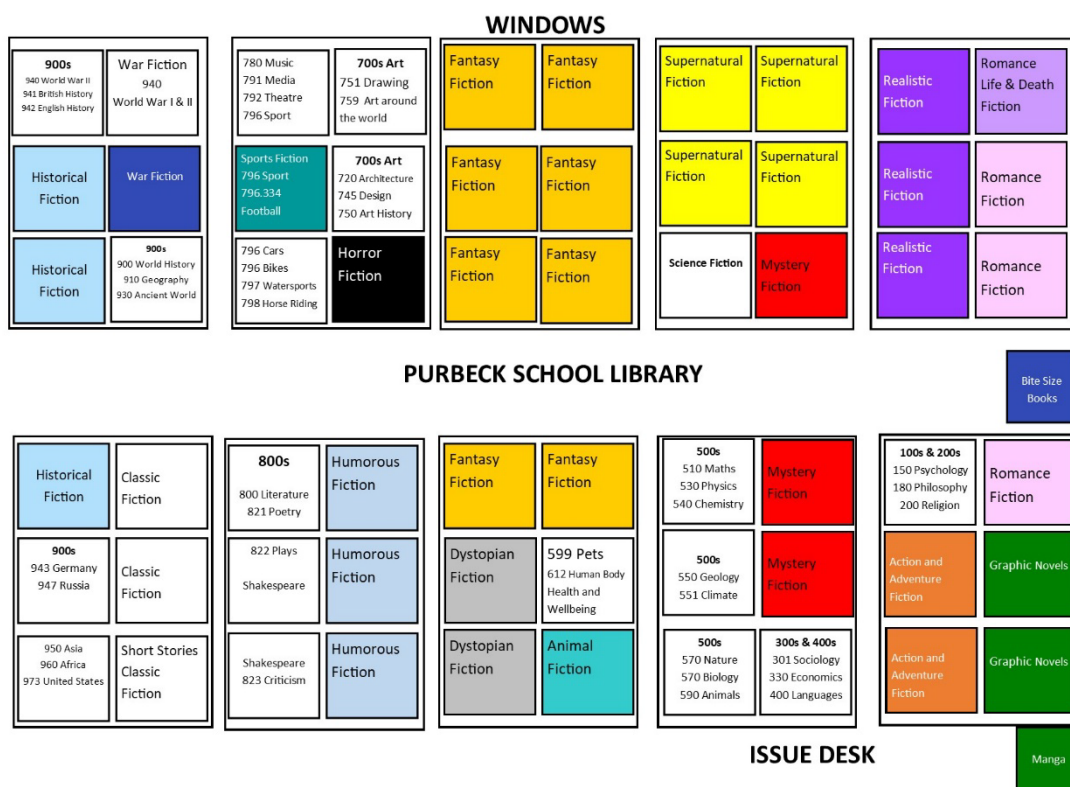 WINDOWS
900s
940 World War II
941 British History
942 English History
War Fiction
940
World War I & II
Historical
Fiction
War Fiction
Historical
Fiction
900s
900 World History
910 Geography
930 Ancient World
780 Music
791 Media
792 Theatre
796 Sport
700s Art
751 Drawing
759 Art around
the world
Sports Fiction
796 Sport
796.334
Football
700s Art
720 Architecture
745 Design
750 Art History
796 Cars
796 Bikes
797 Watersports
798 Horse Riding
Horror
Fiction
Fantasy
Fiction
Fantasy
Fiction
Fantasy
Fiction
Fantasy
Fiction
Fantasy
Fiction
Fantasy
Fiction
Supernatural
Fiction
Supernatural
Fiction
Supernatural
Fiction
Supernatural
Fiction
Science Fiction
Mystery
Fiction
Realistic
Fiction
Romance
Life & Death
Fiction
Realistic
Fiction
Romance
Fiction
Realistic
Fiction
Romance
Fiction
PURBECK SCHOOL LIBRARY
Bite Size
Books
Historical
Fiction
Classic
Fiction
900s
943 Germany
947 Russia
Classic
Fiction
950 Asia
960 Africa
973 United States
Short Stories
Classic
Fiction
800s
800 Literature
821 Poetry
Humorous
Fiction
822 Plays
Shakespeare
Humorous
Fiction
Shakespeare
823 Criticism
Humorous
Fiction
Fantasy
Fiction
Fantasy
Fiction
Dystopian
Fiction
599 Pets
612 Human Body
Health and
Wellbeing
Dystopian
Fiction
Animal
Fiction
500s
510 Maths
530 Physics
540 Chemistry
Mystery
Fiction
500s
550 Geology
551 Climate
Mystery
Fiction
500s
570 Nature
570 Biology
590 Animals
300s & 400s
301 Sociology
330 Economics
400 Languages
100s & 200s
150 Psychology
180 Philosophy
200 Religion
Romance
Fiction
Action and
Adventure
Fiction
Graphic Novels
Action and
Adventure
Fiction
Graphic Novels
ISSUE DESK
Manga